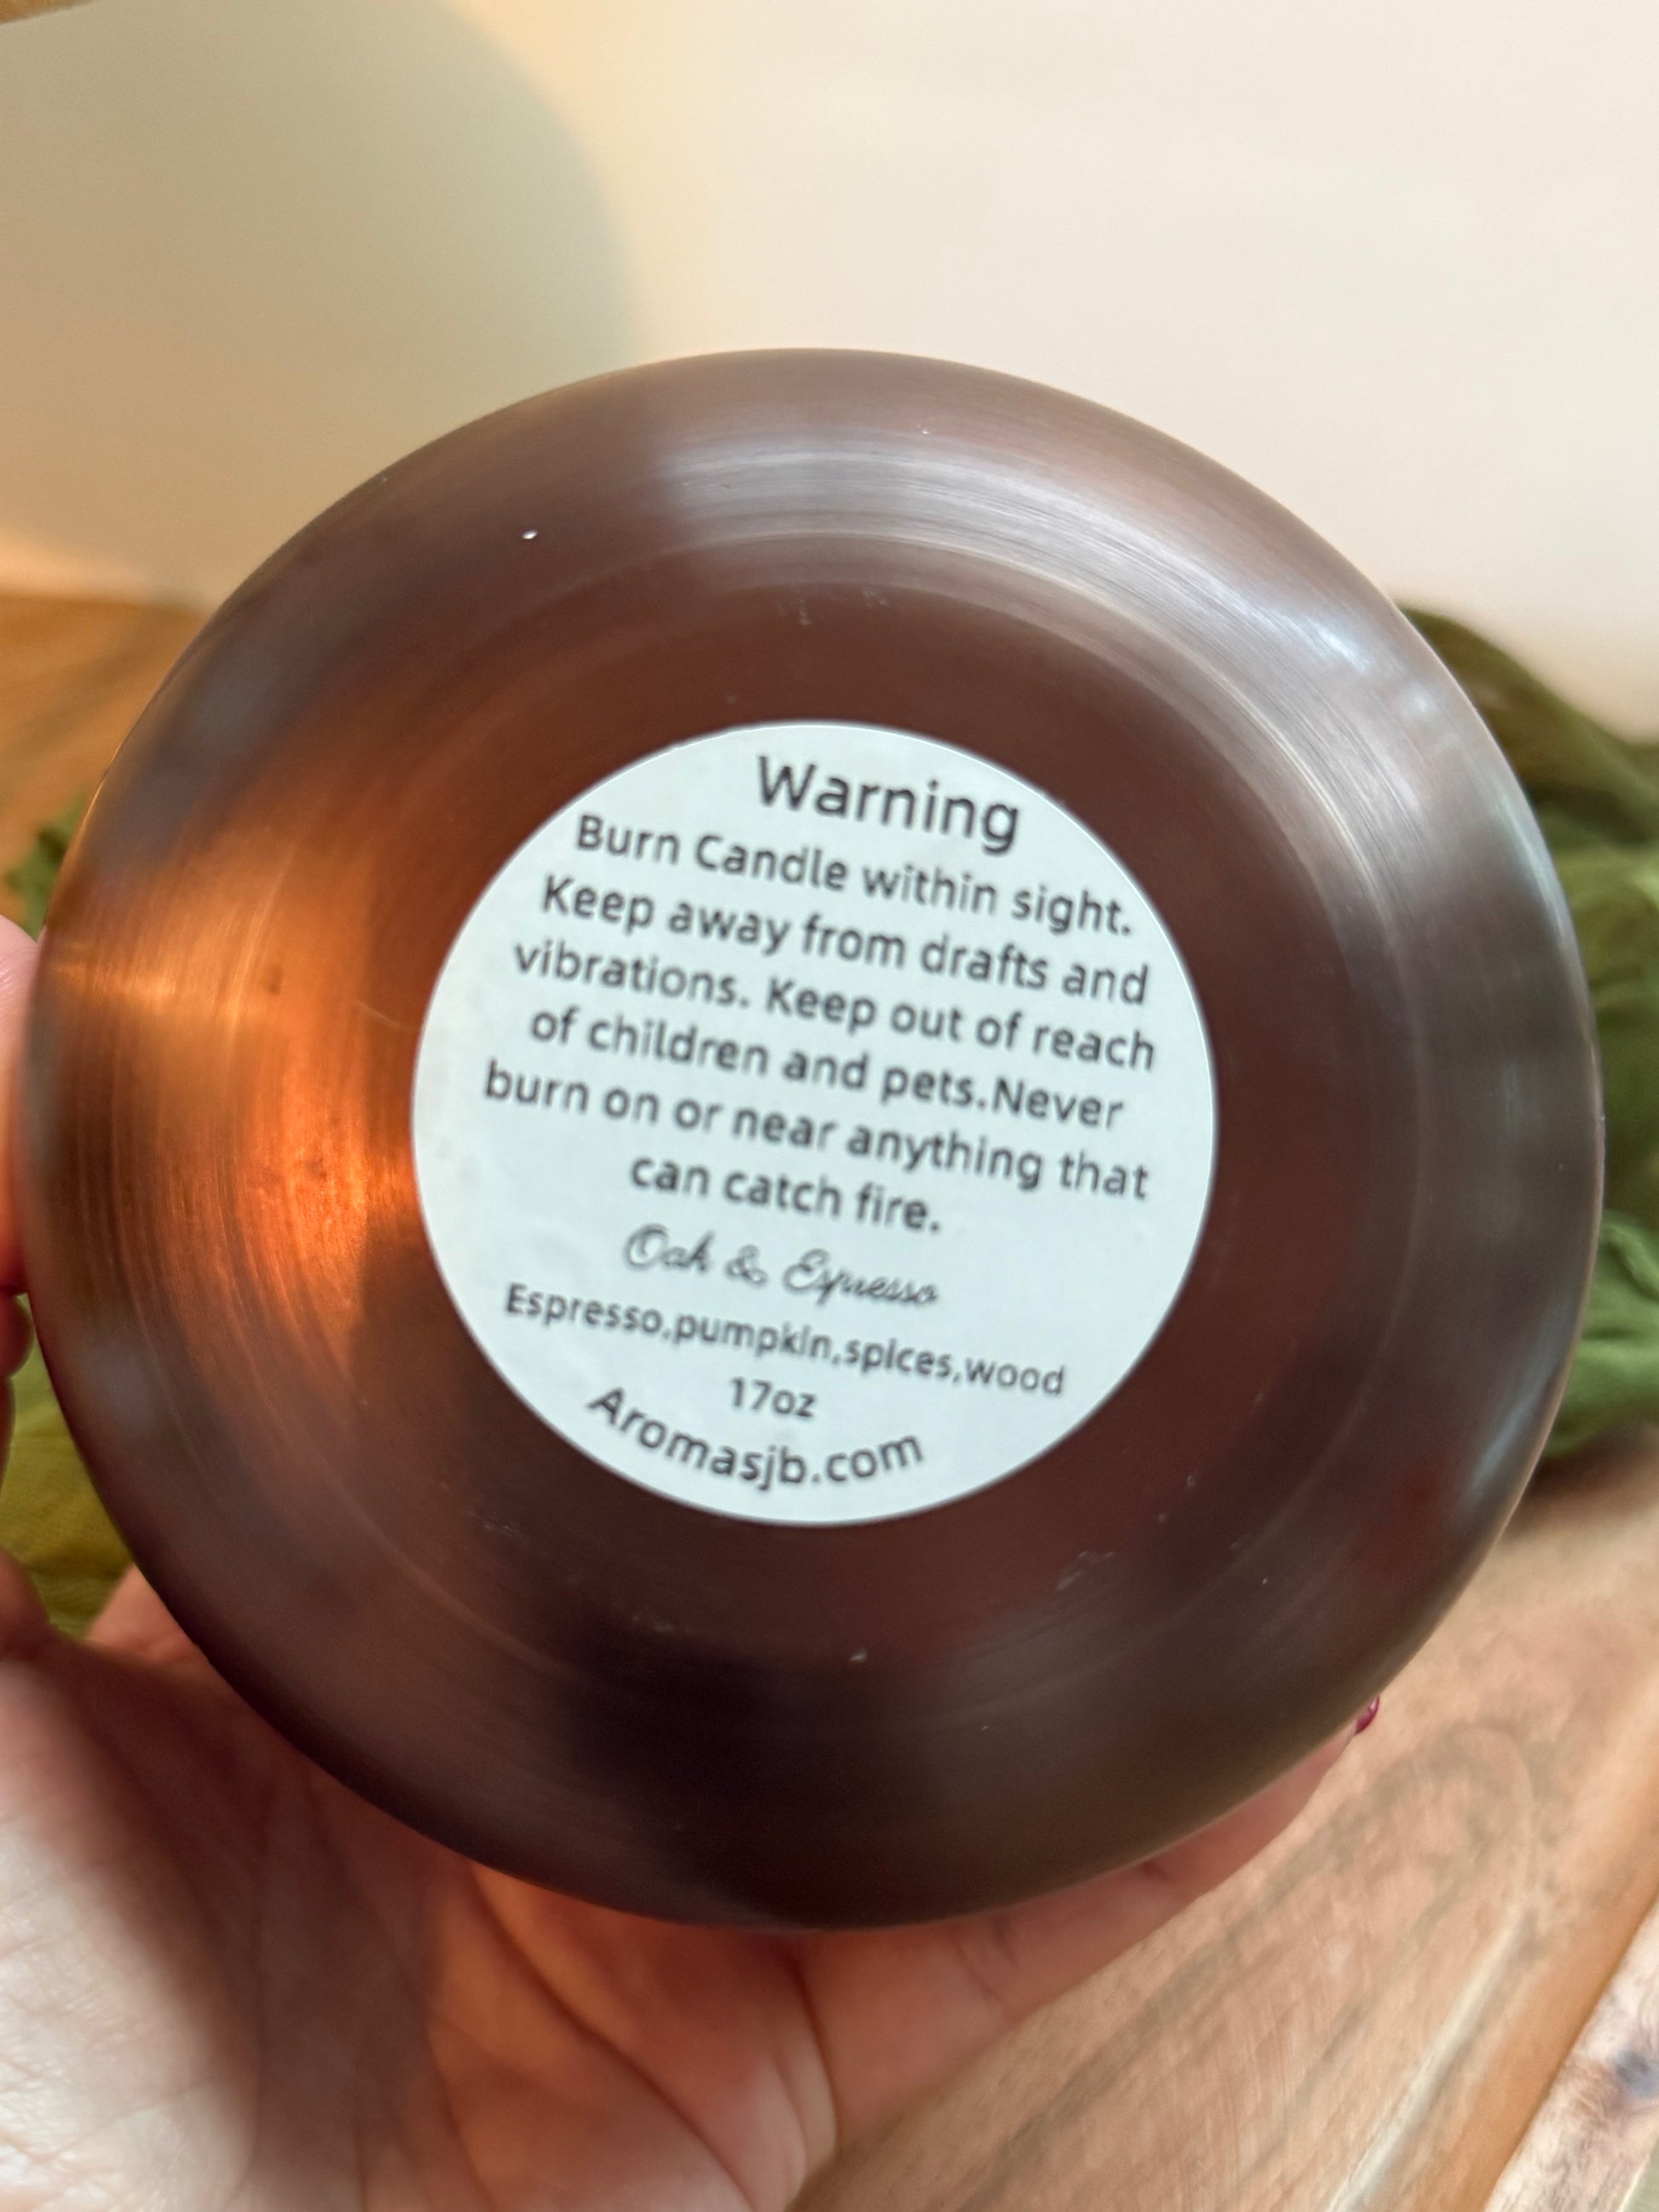 Warning
Burn Candle within sight.
Keep away from drafts and
vibrations. Keep out of reach
of children and pets.Never
burn on or near anything that
can catch fire.
Oak & Espresso
Espresso,pumpkin,spices,wood
17oz
Aromasjb.com